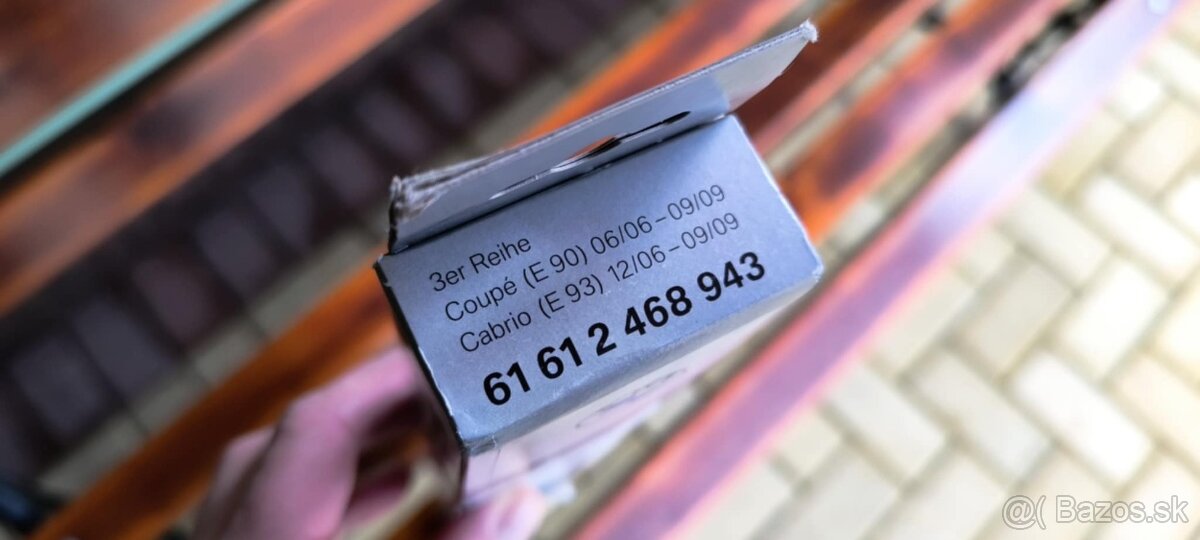 3er Reihe
Coupé (E 90) 06/06 – 09/09
Cabrio (E 93) 12/06 – 09/09
61 61 2 468 943
@( Bazos.sk